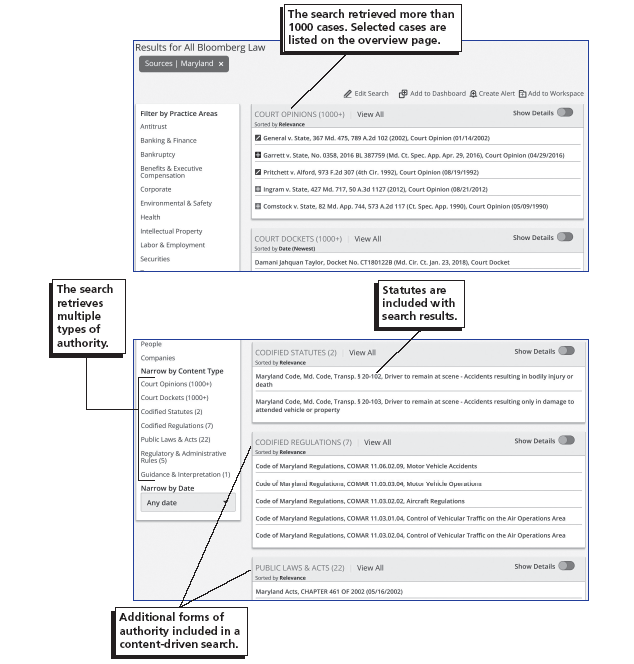 The search retrieved more than
1000 cases. Selected cases are
listed on the overview page.
Results for All Bloomberg Law
Sources | Maryland ×
Edit Search
Add to Dashboard
Create Alert
Add to Workspace
Filter by Practice Areas
Antitrust
Banking & Finance
Bankruptcy
Benefits & Executive
Compensation
Corporate
Environmental & Safety
Health
Intellectual Property
Labor & Employment
Securities
COURT OPINIONS (1000+) | View All
Show Details
Sorted by Relevance
General v. State, 367 Md. 475, 789 A.2d 102 (2002), Court Opinion (01/14/2002)
Garrett v. State, No. 0358, 2016 BL 387759 (Md. Ct. Spec. App. Apr. 29, 2016), Court Opinion (04/29/2016)
Pritchett v. Alford, 973 F.2d 307 (4th Cir. 1992), Court Opinion (08/19/1992)
Ingram v. State, 427 Md. 717, 50 A.3d 1127 (2012), Court Opinion (08/21/2012)
Comstock v. State, 82 Md. App. 744, 573 A.2d 117 (Ct. Spec. App. 1990), Court Opinion (05/09/1990)
COURT DOCKETS (1000+) | View All
Show Details
Sorted by Date (Newest)
Damani Jahquan Taylor, Docket No. CT180122B (Md. Cir. Ct. Jan. 23, 2018), Court Docket
The search
retrieves
multiple
types of
authority.
Statutes are
included with
search results.
People
Companies
Narrow by Content Type
Court Opinions (1000+)
Court Dockets (1000+)
Codified Statutes (2)
Codified Regulations (7)
Public Laws & Acts (22)
Regulatory & Administrative
Rules (5)
Guidance & Interpretation (1)
Narrow by Date
Any date
CODIFIED STATUTES (2) | View All
Show Details
Sorted by Relevance
Maryland Code, Md. Code, Transp. § 20-102, Driver to remain at scene - Accidents resulting in bodily injury or
death
Maryland Code, Md. Code, Transp. § 20-103, Driver to remain at scene - Accidents resulting only in damage to
attended vehicle or property
CODIFIED REGULATIONS (7) | View All
Show Details
Sorted by Relevance
Code of Maryland Regulations, COMAR 11.06.02.09, Motor Vehicle Accidents
Code of Maryland Regulations, COMAR 11.03.03.04, Motor Vehicle Operations
Code of Maryland Regulations, COMAR 11.03.02.02, Aircraft Regulations
Code of Maryland Regulations, COMAR 11.03.01.04, Control of Vehicular Traffic on the Air Operations Area
Code of Maryland Regulations, COMAR 11.03.02.04, Control of Vehicular Traffic on the Air Operations Area
PUBLIC LAWS & ACTS (22) | View All
Show Details
Sorted by Relevance
Maryland Acts, CHAPTER 461 OF 2002 (05/16/2002)
Additional forms of
authority included in a
content-driven search.